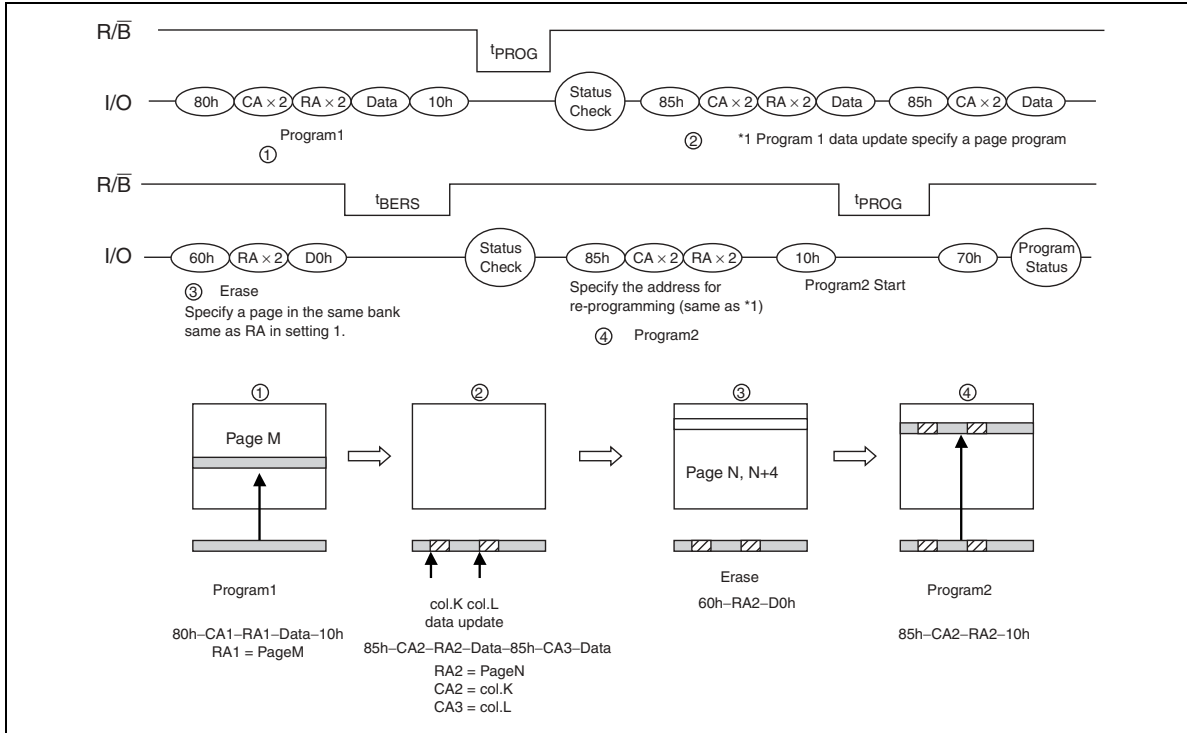 R/B
tPROG
I/O
80h CA × 2 RA × 2 Data 10h Status Check 85h CA × 2 RA × 2 Data 85h CA × 2 Data
Program1
① ② *1 Program 1 data update specify a page program
R/B
tBERS tPROG
I/O
60h RA × 2 D0h Status Check 85h CA × 2 RA × 2 10h 70h Program Status
③ Erase
Specify a page in the same bank
same as RA in setting 1.
Specify the address for
re-programming (same as *1)
Program2 Start
④ Program2
① ② ③ ④
Page M
Page N, N+4
Program1
80h–CA1–RA1–Data–10h
RA1 = PageM
col.K col.L
data update
85h–CA2–RA2–Data–85h–CA3–Data
RA2 = PageN
CA2 = col.K
CA3 = col.L
Erase
60h–RA2–D0h
Program2
85h–CA2–RA2–10h